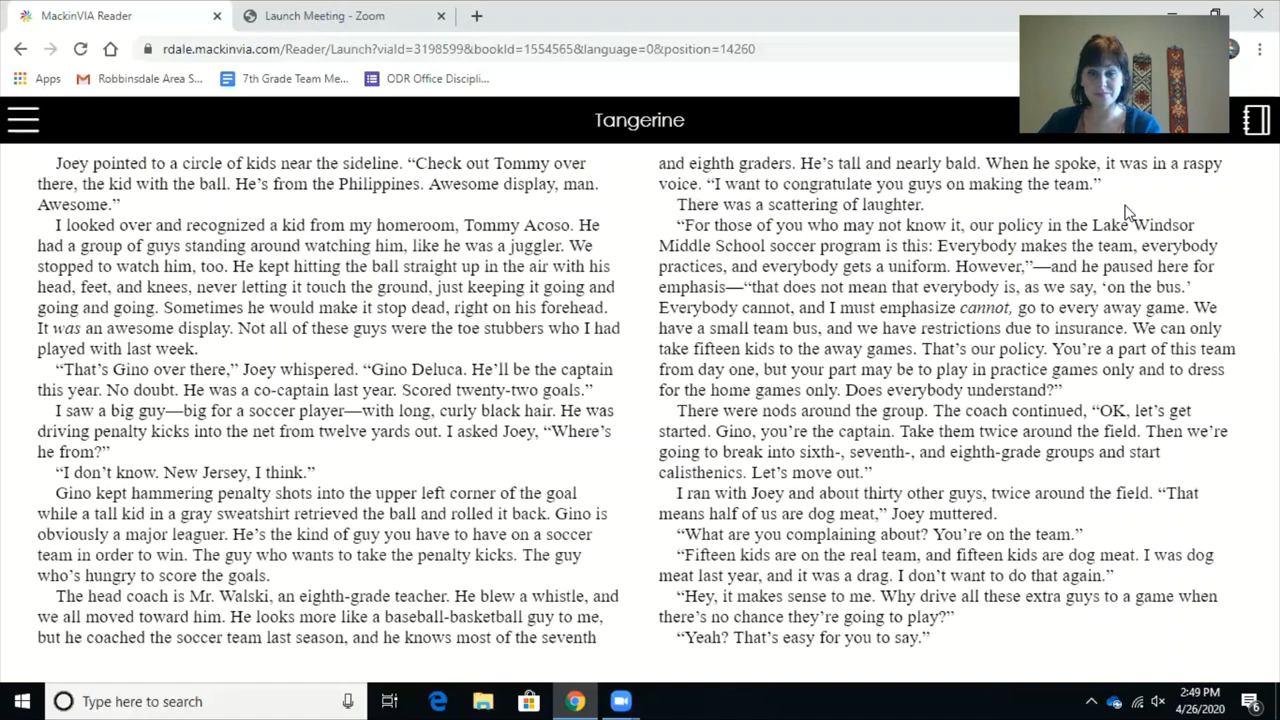 MackinVIA Reader
Launch Meeting - Zoom
rdale.mackinvia.com/Reader/Launch?viaId=3198599&bookId=1554565&language=0&position=14260
Apps
Robbinsdale Area S...
7th Grade Team Me...
ODR Office Discipli...
Tangerine
Joey pointed to a circle of kids near the sideline. “Check out Tommy over
there, the kid with the ball. He’s from the Philippines. Awesome display, man.
Awesome.”
I looked over and recognized a kid from my homeroom, Tommy Acoso. He
had a group of guys standing around watching him, like he was a juggler. We
stopped to watch him, too. He kept hitting the ball straight up in the air with his
head, feet, and knees, never letting it touch the ground, just keeping it going and
going and going. Sometimes he would make it stop dead, right on his forehead.
It was an awesome display. Not all of these guys were the toe stubbers who I had
played with last week.
“That’s Gino over there,” Joey whispered. “Gino Deluca. He’ll be the captain
this year. No doubt. He was a co-captain last year. Scored twenty-two goals.”
I saw a big guy—big for a soccer player—with long, curly black hair. He was
driving penalty kicks into the net from twelve yards out. I asked Joey, “Where’s
he from?”
“I don’t know. New Jersey, I think.”
Gino kept hammering penalty shots into the upper left corner of the goal
while a tall kid in a gray sweatshirt retrieved the ball and rolled it back. Gino is
obviously a major leaguer. He’s the kind of guy you have to have on a soccer
team in order to win. The guy who wants to take the penalty kicks. The guy
who’s hungry to score the goals.
The head coach is Mr. Walski, an eighth-grade teacher. He blew a whistle, and
we all moved toward him. He looks more like a baseball-basketball guy to me,
but he coached the soccer team last season, and he knows most of the seventh
and eighth graders. He’s tall and nearly bald. When he spoke, it was in a raspy
voice. “I want to congratulate you guys on making the team.”
There was a scattering of laughter.
“For those of you who may not know it, our policy in the Lake Windsor
Middle School soccer program is this: Everybody makes the team, everybody
practices, and everybody gets a uniform. However,”—and he paused here for
emphasis—“that does not mean that everybody is, as we say, ‘on the bus.’
Everybody cannot, and I must emphasize cannot, go to every away game. We
have a small team bus, and we have restrictions due to insurance. We can only
take fifteen kids to the away games. That’s our policy. You’re a part of this team
from day one, but your part may be to play in practice games only and to dress
for the home games only. Does everybody understand?”
There were nods around the group. The coach continued, “OK, let’s get
started. Gino, you’re the captain. Take them twice around the field. Then we’re
going to break into sixth-, seventh-, and eighth-grade groups and start
calisthenics. Let’s move out.”
I ran with Joey and about thirty other guys, twice around the field. “That
means half of us are dog meat,” Joey muttered.
“What are you complaining about? You’re on the team.”
“Fifteen kids are on the real team, and fifteen kids are dog meat. I was dog
meat last year, and it was a drag. I don’t want to do that again.”
“Hey, it makes sense to me. Why drive all these extra guys to a game when
there’s no chance they’re going to play?”
“Yeah? That’s easy for you to say.”
Type here to search
2:49 PM
4/26/2020
6